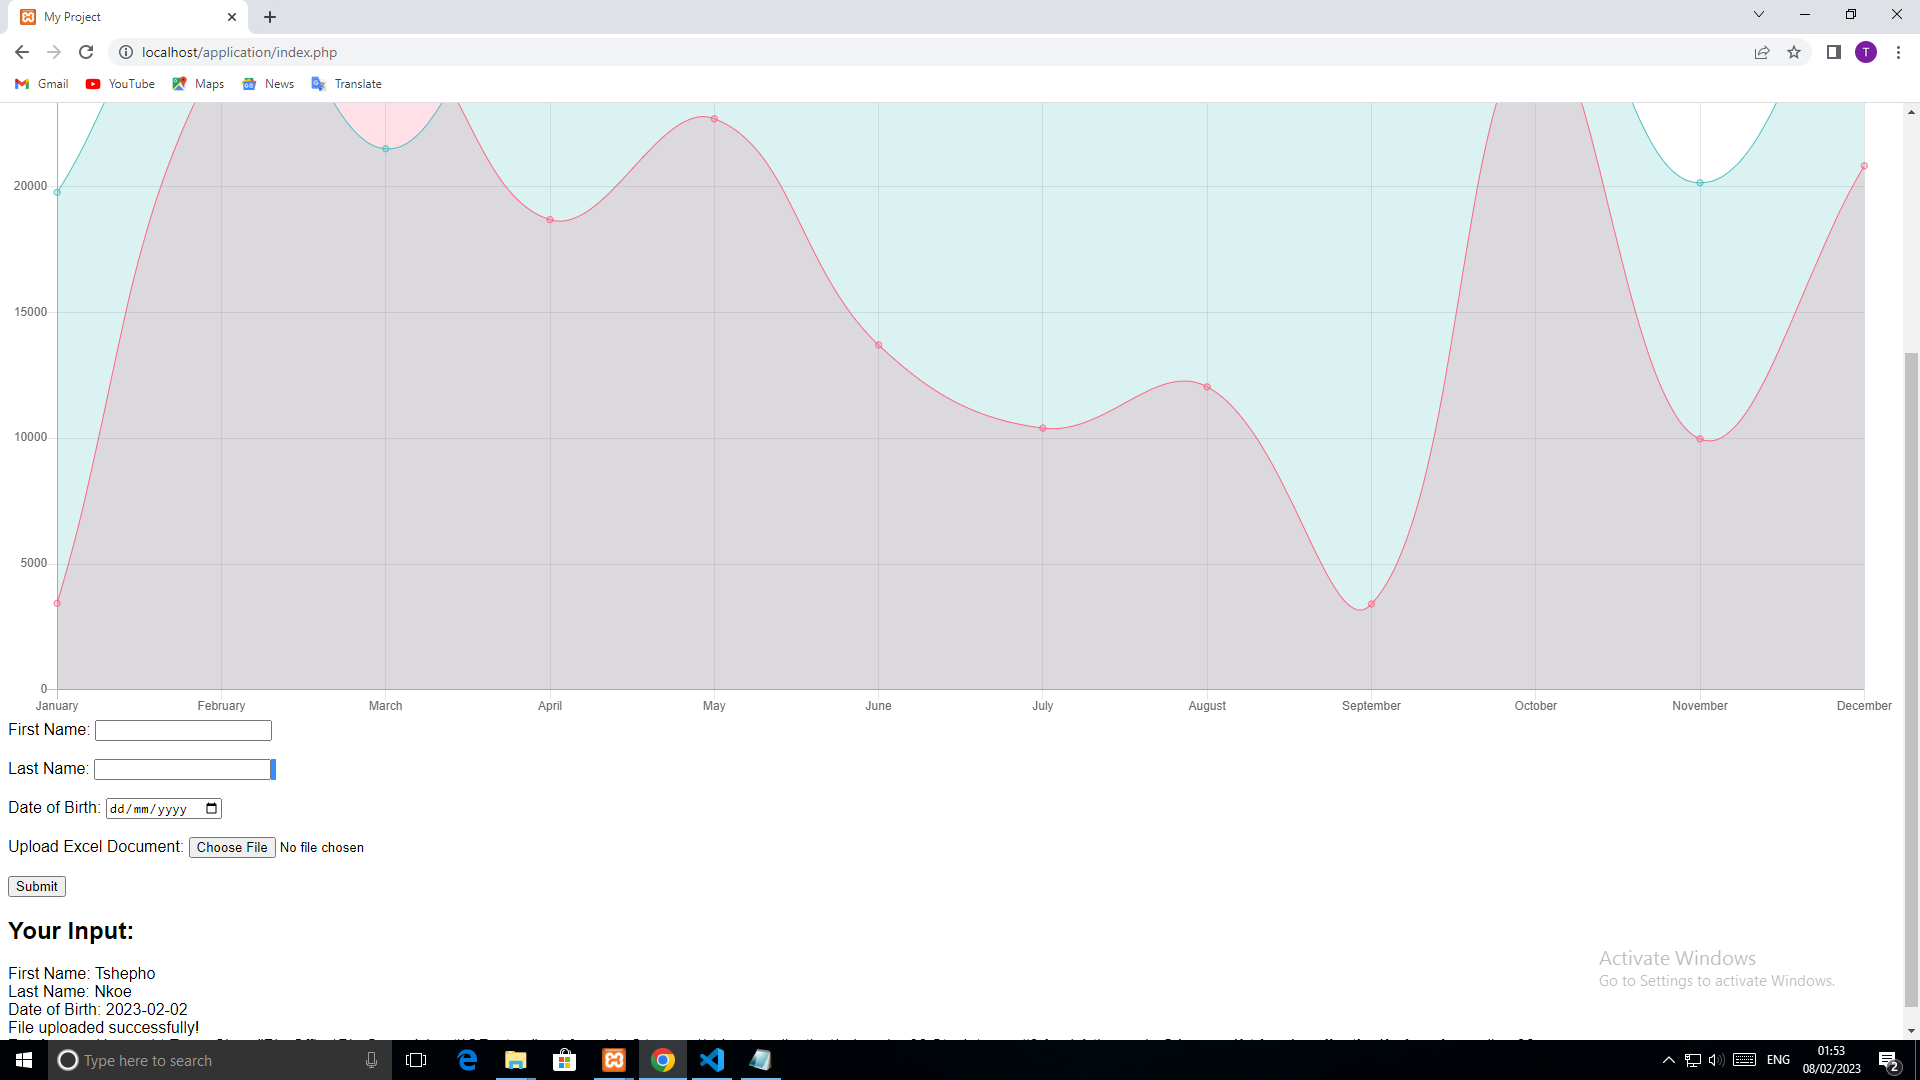 My Project
localhost/application/index.php
T
Gmail YouTube Maps News Translate
20000
15000
10000
5000
0
January February March April May June July August September October November December
First Name:
Last Name:
Date of Birth: dd/mm/yyyy
Upload Excel Document: Choose File No file chosen
Submit
Your Input:
First Name: Tshepho
Last Name: Nkoe
Date of Birth: 2023-02-02
File uploaded successfully!
Activate Windows
Go to Settings to activate Windows.
Type here to search
ENG
01:53
08/02/2023
2